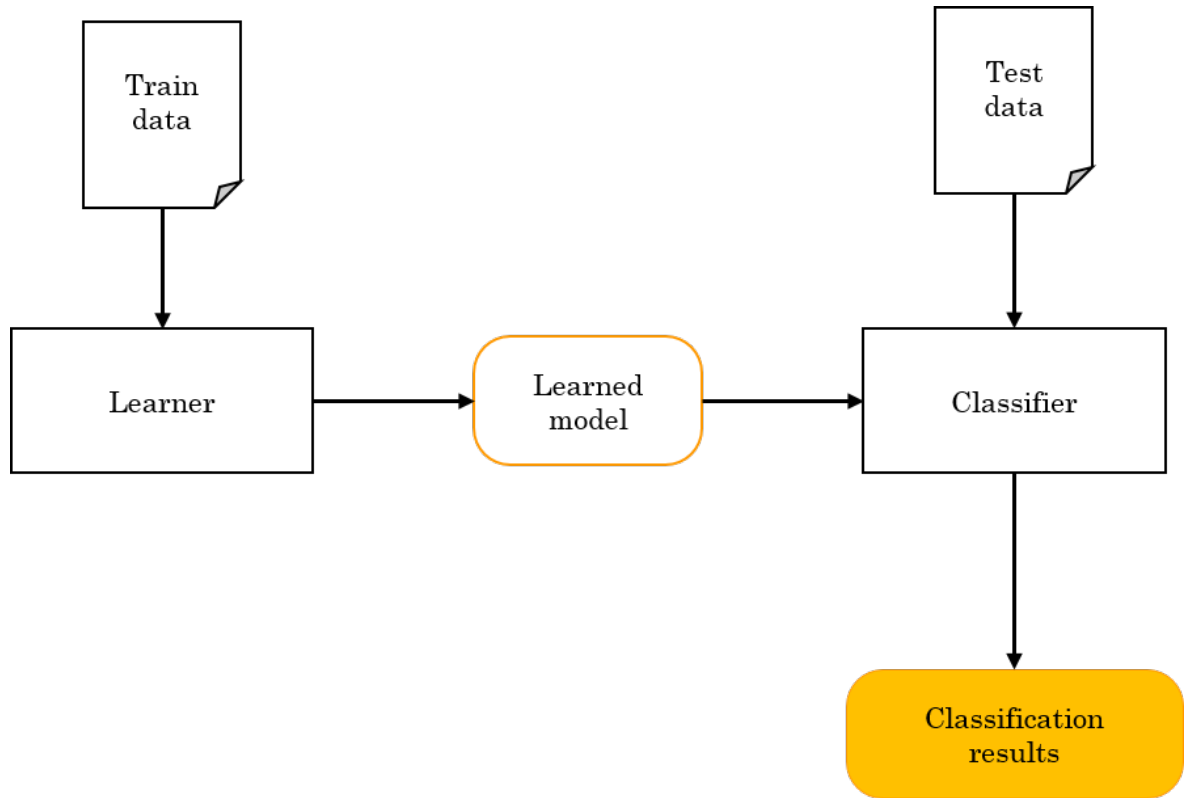 Train
data
Test
data
Learner
Learned
model
Classifier
Classification
results